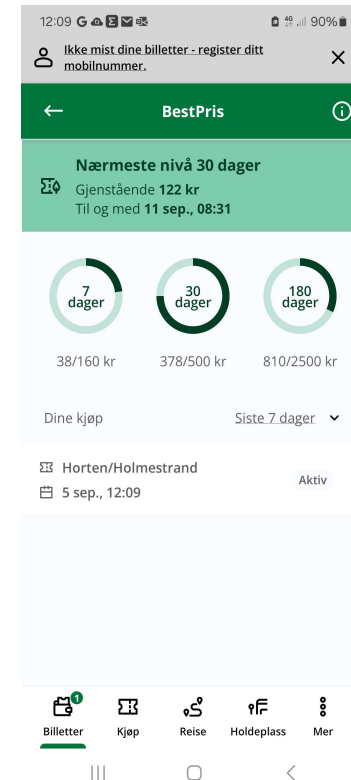 12:09 G 4G 90%
Ikke mist dine billetter - register ditt
mobilnummer.
BestPris
Nærmeste nivå 30 dager
Gjenstående 122 kr
Til og med 11 sep., 08:31
7
dager
30
dager
180
dager
38/160 kr
378/500 kr
810/2500 kr
Dine kjøp
Siste 7 dager
Horten/Holmestrand
5 sep., 12:09
Aktiv
1
Billetter
Kjøp
Reise
Holdeplass
Mer